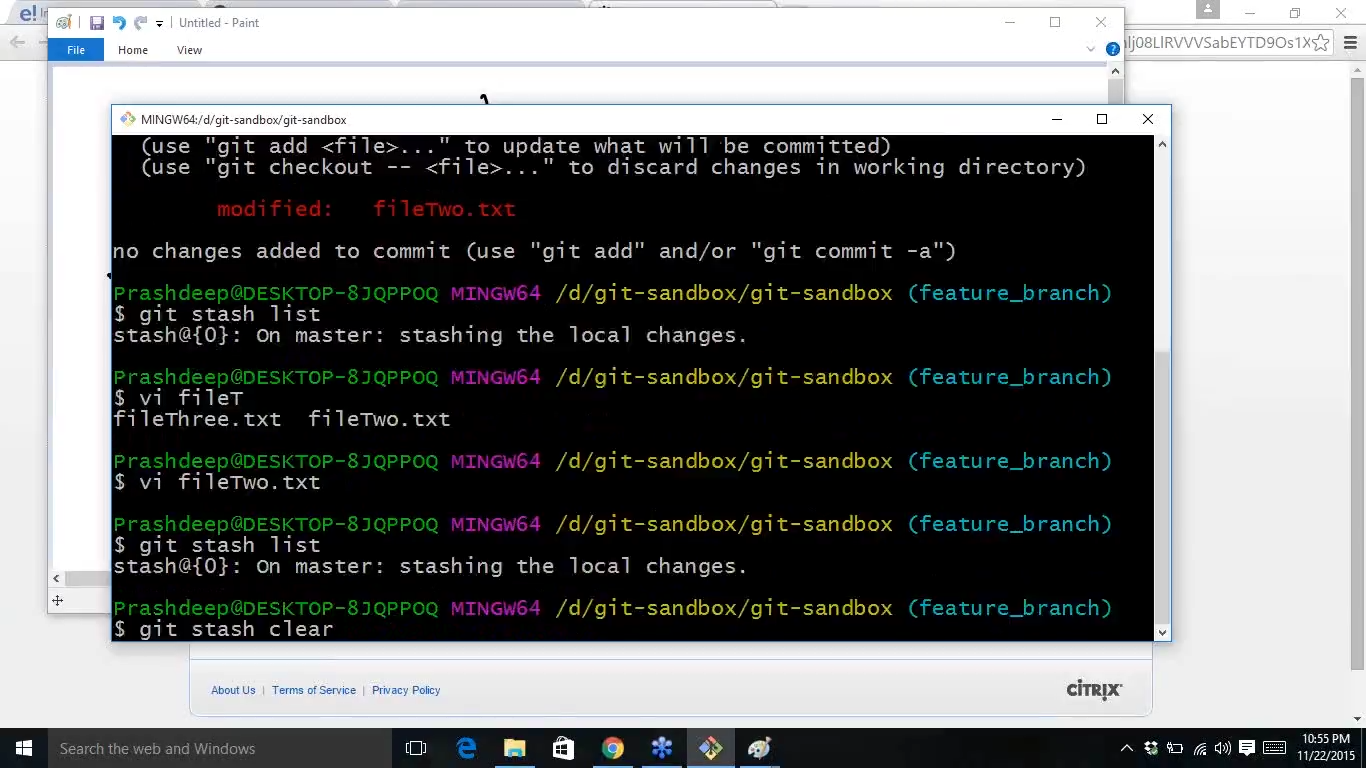 Untitled - Paint
File Home View
MINGW64:/d/git-sandbox/git-sandbox
(use "git add <file>..." to update what will be committed)
(use "git checkout -- <file>..." to discard changes in working directory)
modified: fileTwo.txt
no changes added to commit (use "git add" and/or "git commit -a")
Prashdeep@DESKTOP-8JQPPOQ MINGW64 /d/git-sandbox/git-sandbox (feature_branch)
$ git stash list
stash@{0}: On master: stashing the local changes.
Prashdeep@DESKTOP-8JQPPOQ MINGW64 /d/git-sandbox/git-sandbox (feature_branch)
$ vi fileT
fileThree.txt fileTwo.txt
Prashdeep@DESKTOP-8JQPPOQ MINGW64 /d/git-sandbox/git-sandbox (feature_branch)
$ vi fileTwo.txt
Prashdeep@DESKTOP-8JQPPOQ MINGW64 /d/git-sandbox/git-sandbox (feature_branch)
$ git stash list
stash@{0}: On master: stashing the local changes.
Prashdeep@DESKTOP-8JQPPOQ MINGW64 /d/git-sandbox/git-sandbox (feature_branch)
$ git stash clear
About Us | Terms of Service | Privacy Policy
CİTRIX
Search the web and Windows
10:55 PM
11/22/2015